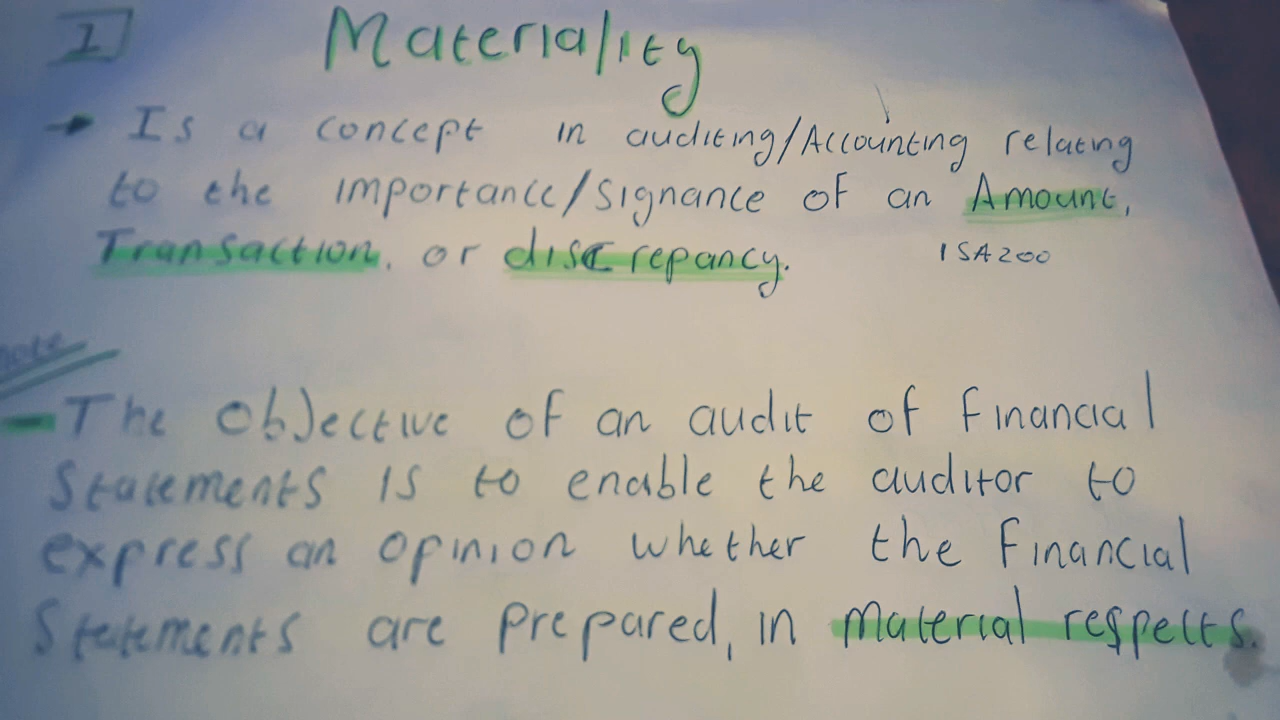 1
Materiality
→ Is a concept in auditing/Accounting relating
to the importance/signance of an Amount,
Transaction, or discrepancy.
ISA200
note
- The objective of an audit of financial
statements is to enable the auditor to
express an opinion whether the financial
statements are prepared, in material respects.